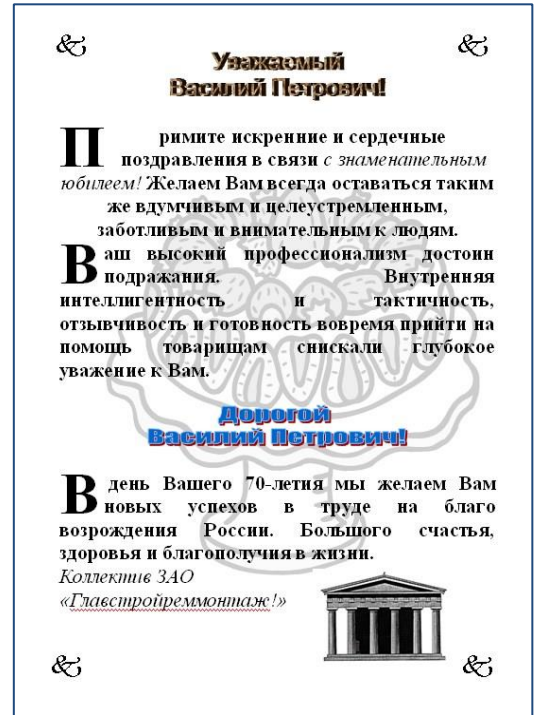 Уважаемый
Василий Петрович!
Примите искренние и сердечные
поздравления в связи с знаменательным
юбилеем! Желаем Вам всегда оставаться таким
же вдумчивым и целеустремленным,
заботливым и внимательным к людям.
Ваш высокий профессионализм достоин
подражания. Внутренняя
интеллигентность и тактичность,
отзывчивость и готовность вовремя прийти на
помощь товарищам снискали глубокое
уважение к Вам.
Дорогой
Василий Петрович!
В день Вашего 70-летия мы желаем Вам
новых успехов в труде на благо
возрождения России. Большого счастья,
здоровья и благополучия в жизни.
Коллектив ЗАО
«Главстройреммонтаж!»